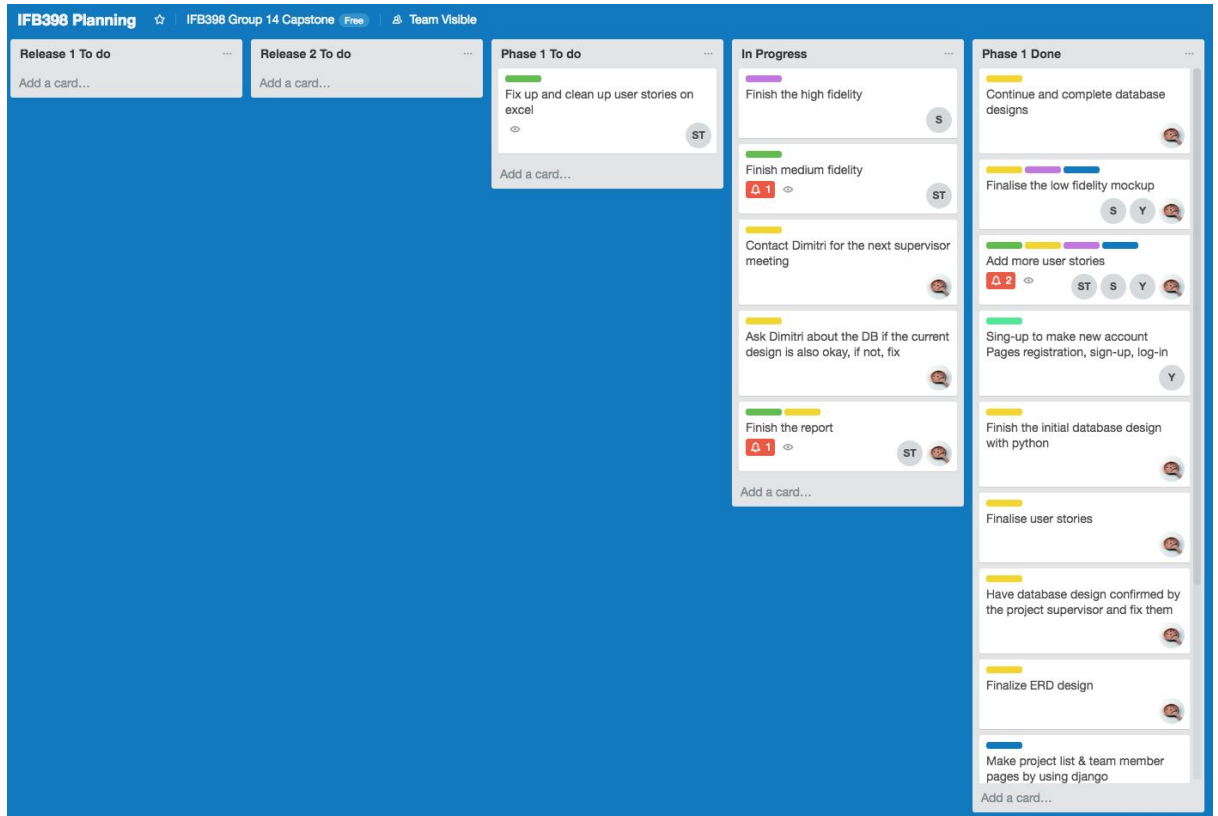 IFB398 Planning IFB398 Group 14 Capstone Free Team Visible
Release 1 To do
Add a card...
Release 2 To do
Add a card...
Phase 1 To do
Fix up and clean up user stories on
excel
ST
Add a card...
In Progress
Finish the high fidelity
S
Finish medium fidelity
1
ST
Contact Dimitri for the next supervisor
meeting
Ask Dimitri about the DB if the current
design is also okay, if not, fix
Finish the report
1
ST
Add a card...
Phase 1 Done
Continue and complete database
designs
Finalise the low fidelity mockup
S Y
Add more user stories
2
ST S Y
Sing-up to make new account
Pages registration, sign-up, log-in
Y
Finish the initial database design
with python
Finalise user stories
Have database design confirmed by
the project supervisor and fix them
Finalize ERD design
Make project list & team member
pages by using django
Add a card...